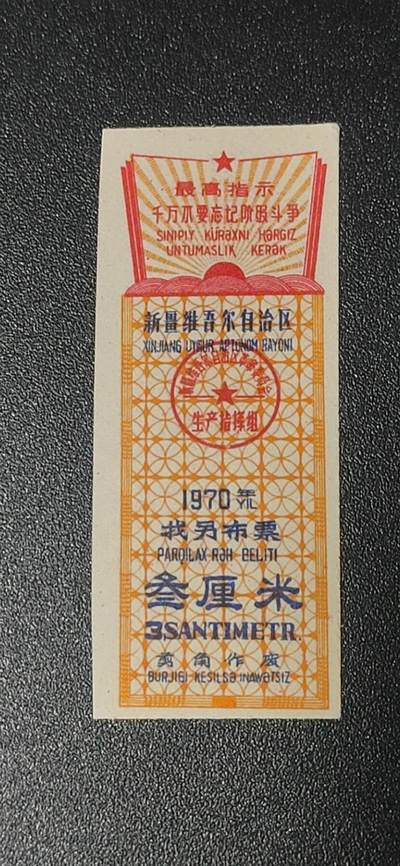 最高指示
千万不要忘记阶级斗争
SINIPIY KÜRƏXNI HƏRGIZ
UNTUMASLIK KERƏK
新疆维吾尔自治区
XINJIANG UYƢUR APTONOM RAYONI
生产指挥组
1970年
YIL
找另布票
PARQILAX RƏH BELITI
叁厘米
3SANTIMETR
剪角作废
BURJIGI KESILSƏ INAWƏTSIZ